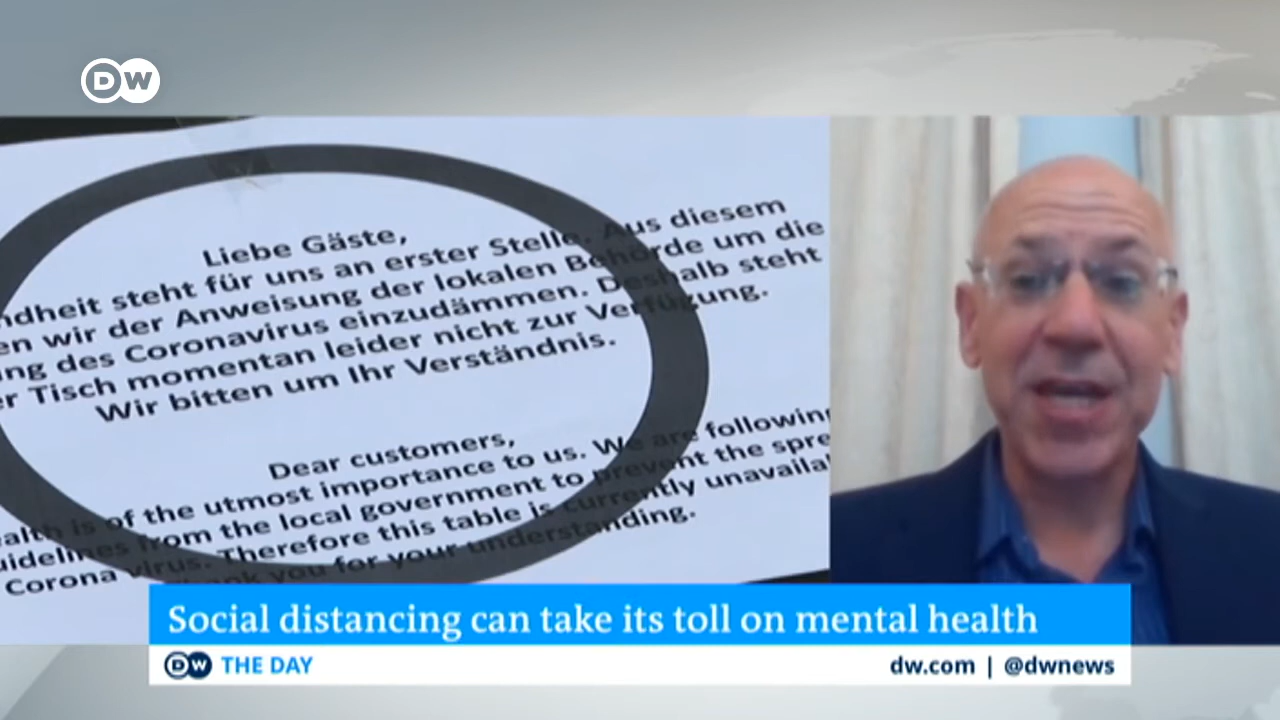 DW
Liebe Gäste,
steht für uns an erster Stelle. Aus diesem
wir der Anweisung der lokalen Behörde um die
des Coronavirus einzudämmen. Deshalb steht
Tisch momentan leider nicht zur Verfügung.
Wir bitten um Ihr Verständnis.
Dear customers,
is of the utmost importance to us. We are following
from the local government to prevent the
Corona virus. Therefore this table is currently
you for your understanding.
Social distancing can take its toll on mental health
DW THE DAY
dw.com | @dwnews